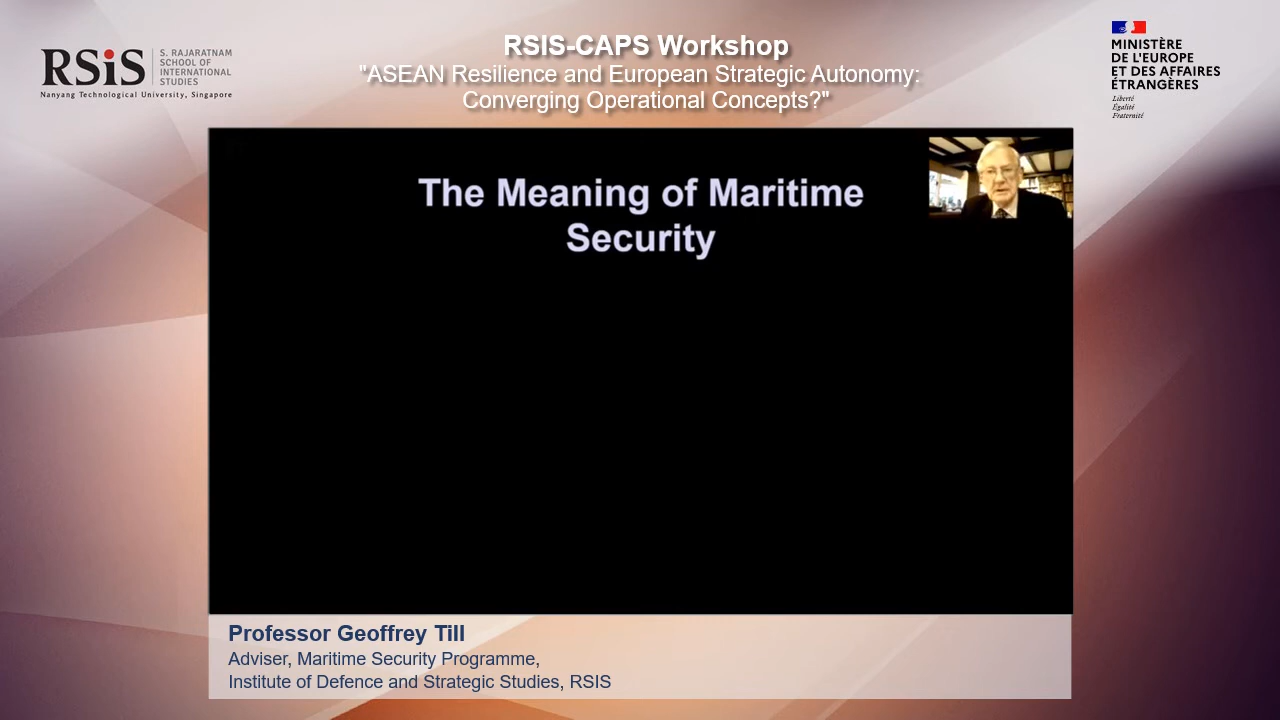 RSIS
S. RAJARATNAM
SCHOOL OF
INTERNATIONAL
STUDIES
Nanyang Technological University, Singapore
RSIS-CAPS Workshop
"ASEAN Resilience and European Strategic Autonomy:
Converging Operational Concepts?"
MINISTÈRE
DE L'EUROPE
ET DES AFFAIRES
ÉTRANGÈRES
Liberté
Égalité
Fraternité
The Meaning of Maritime
Security
Professor Geoffrey Till
Adviser, Maritime Security Programme,
Institute of Defence and Strategic Studies, RSIS